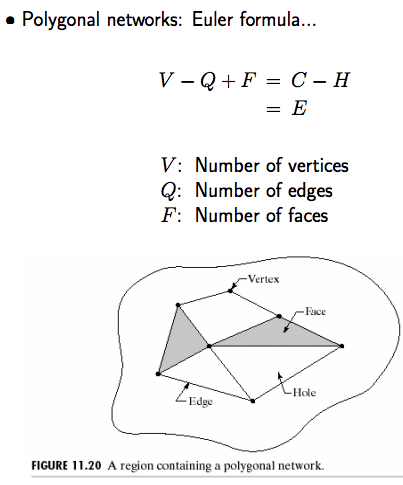 • Polygonal networks: Euler formula...
V − Q + F = C − H
= E
V: Number of vertices
Q: Number of edges
F: Number of faces
Vertex
Face
Hole
Edge
FIGURE 11.20 A region containing a polygonal network.